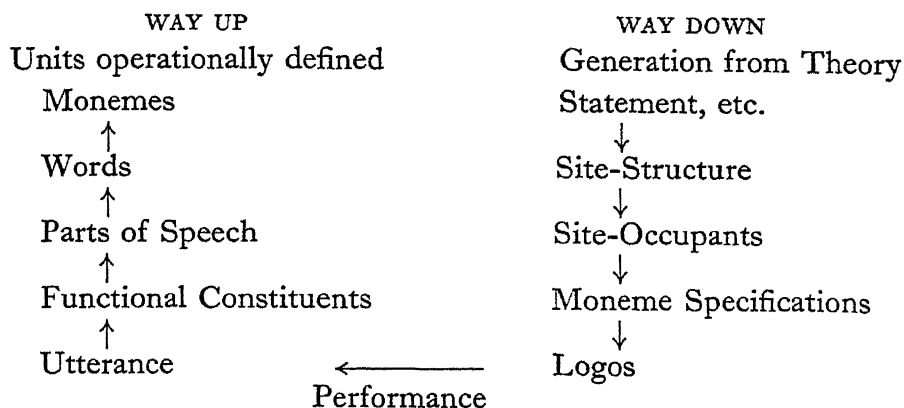 WAY UP
Units operationally defined
Monemes
Words
Parts of Speech
Functional Constituents
Utterance
WAY DOWN
Generation from Theory
Statement, etc.
Site-Structure
Site-Occupants
Moneme Specifications
Logos
Performance